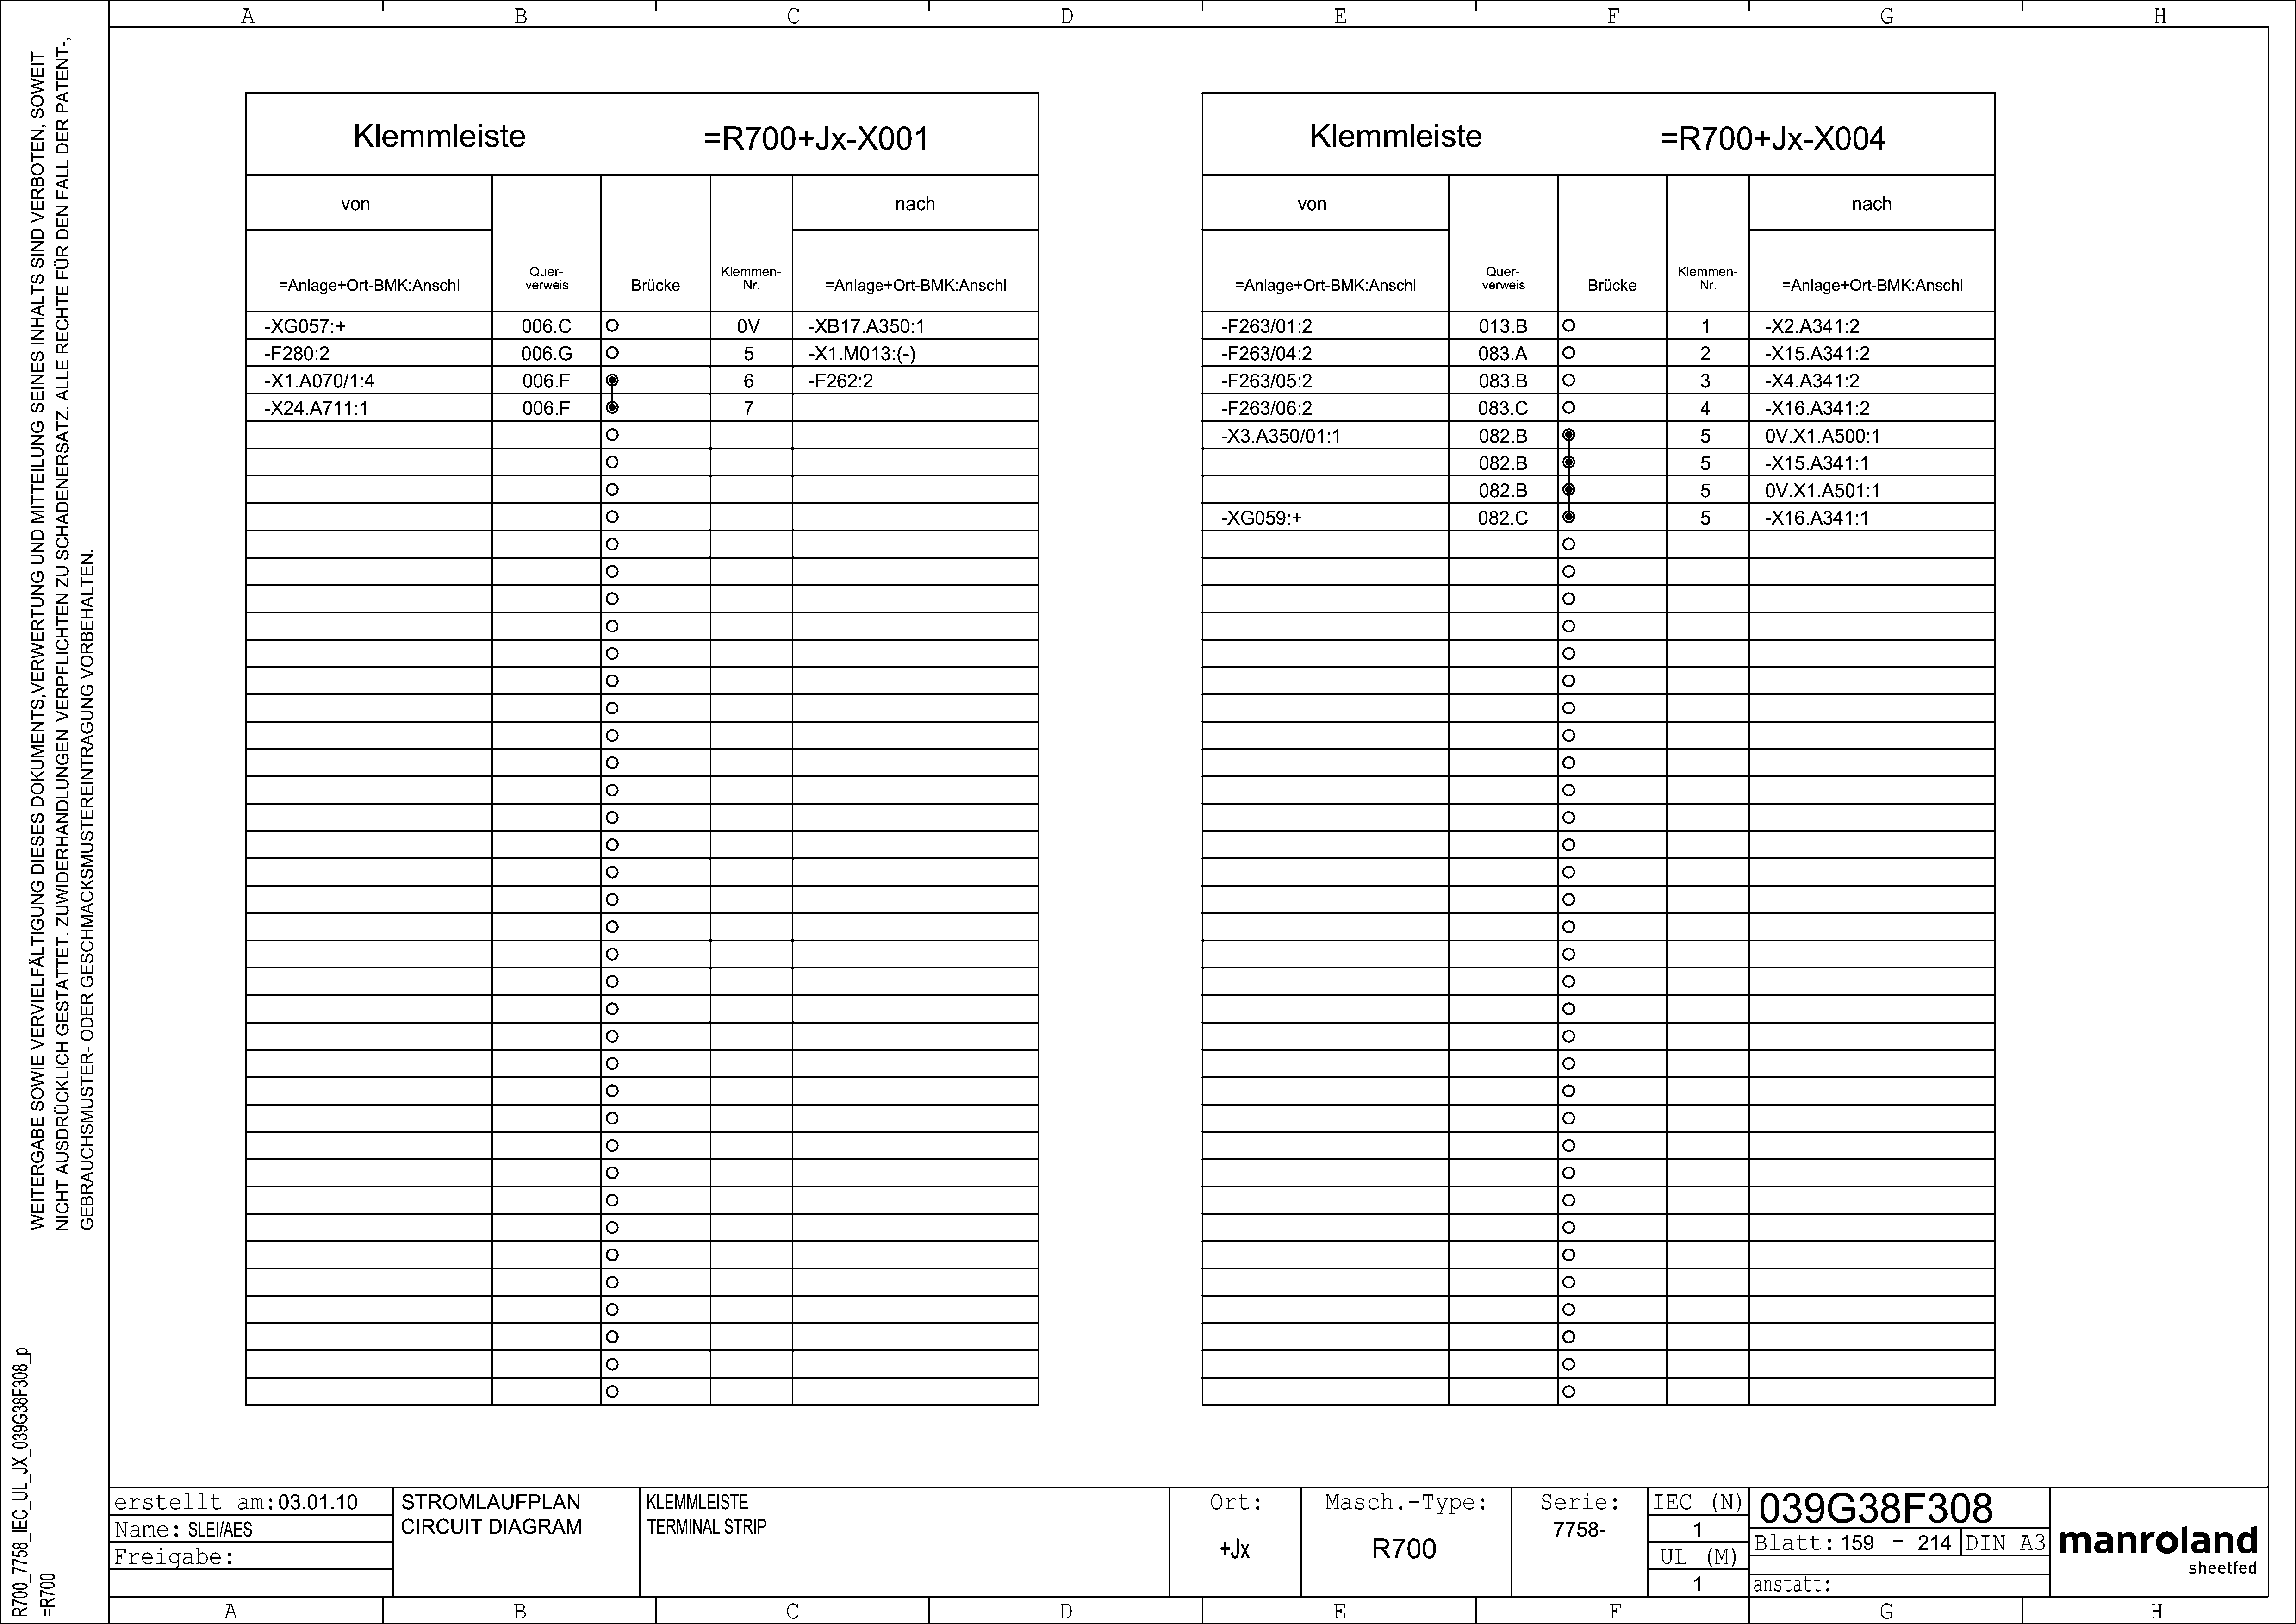 A B C D E F G H
WEITERGABE SOWIE VERVIELFÄLTIGUNG DIESES DOKUMENTS,VERWERTUNG UND MITTEILUNG SEINES INHALTS SIND VERBOTEN, SOWEIT
NICHT AUSDRÜCKLICH GESTATTET. ZUWIDERHANDLUNGEN VERPFLICHTEN ZU SCHADENERSATZ. ALLE RECHTE FÜR DEN FALL DER PATENT-,
GEBRAUCHSMUSTER- ODER GESCHMACKSMUSTEREINTRAGUNG VORBEHALTEN.
R700_7758_IEC_UL_JX_039G38F308_p
=R700
Klemmleiste =R700+Jx-X001
von nach
=Anlage+Ort-BMK:Anschl Quer- verweis Brücke Klemmen- Nr. =Anlage+Ort-BMK:Anschl
-XG057:+ 006.C 0V -XB17.A350:1
-F280:2 006.G 5 -X1.M013:(-)
-X1.A070/1:4 006.F 6 -F262:2
-X24.A711:1 006.F 7
Klemmleiste =R700+Jx-X004
von nach
=Anlage+Ort-BMK:Anschl Quer- verweis Brücke Klemmen- Nr. =Anlage+Ort-BMK:Anschl
-F263/01:2 013.B 1 -X2.A341:2
-F263/04:2 083.A 2 -X15.A341:2
-F263/05:2 083.B 3 -X4.A341:2
-F263/06:2 083.C 4 -X16.A341:2
-X3.A350/01:1 082.B 5 0V.X1.A500:1
082.B 5 -X15.A341:1
082.B 5 0V.X1.A501:1
-XG059:+ 082.C 5 -X16.A341:1
erstellt am: 03.01.10
Name: SLEI/AES
Freigabe:
STROMLAUFPLAN
CIRCUIT DIAGRAM
KLEMMLEISTE
TERMINAL STRIP
Ort:
+Jx
Masch.-Type:
R700
Serie:
7758-
IEC (N)
1
UL (M)
1
039G38F308
Blatt: 159 - 214 DIN A3
anstatt:
manroland
sheetfed
A B C D E F G H